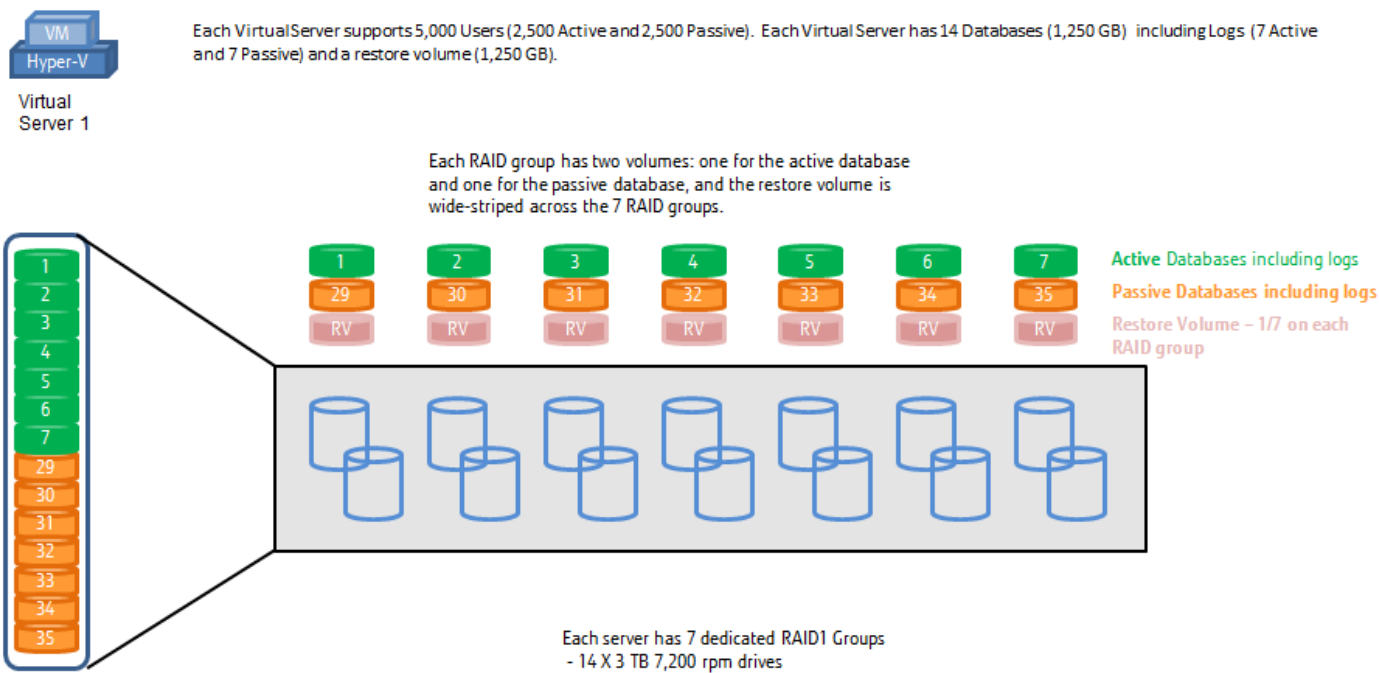 VM
Hyper-V
Virtual
Server 1
Each Virtual Server supports 5,000 Users (2,500 Active and 2,500 Passive). Each Virtual Server has 14 Databases (1,250 GB) including Logs (7 Active
and 7 Passive) and a restore volume (1,250 GB).
Each RAID group has two volumes: one for the active database
and one for the passive database, and the restore volume is
wide-striped across the 7 RAID groups.
1
2
3
4
5
6
7
29
30
31
32
33
34
35
1 2 3 4 5 6 7 Active Databases including logs
29 30 31 32 33 34 35 Passive Databases including logs
RV RV RV RV RV RV RV Restore Volume – 1/7 on each
RAID group
Each server has 7 dedicated RAID1 Groups
- 14 X 3 TB 7,200 rpm drives